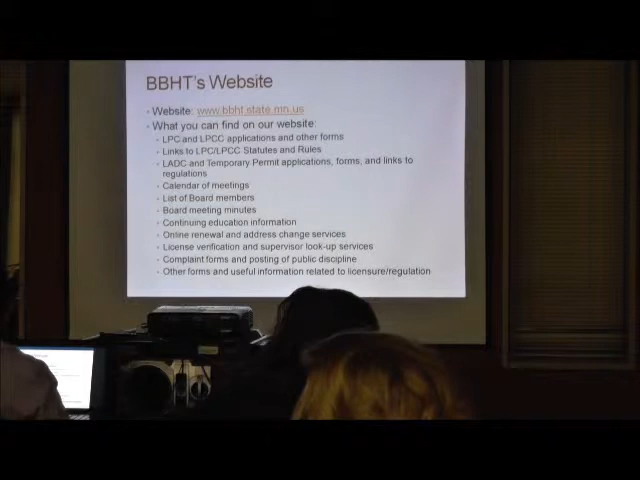 BBHT's Website
- Website: www.bbht.state.mn.us
- What you can find on our website:
- LPC and LPCC applications and other forms
- Links to LPC/LPCC Statutes and Rules
- LADC and Temporary Permit applications, forms, and links to
regulations
- Calendar of meetings
- List of Board members
- Board meeting minutes
- Continuing education information
- Online renewal and address change services
- License verification and supervisor look-up services
- Complaint forms and posting of public discipline
- Other forms and useful information related to licensure/regulation